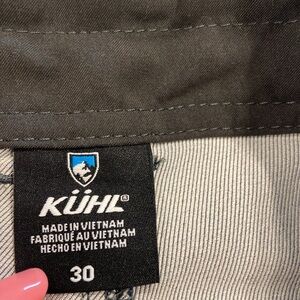 KÜHL®
MADE IN VIETNAM
FABRIQUÉ AU VIETNAM
HECHO EN VIETNAM
30